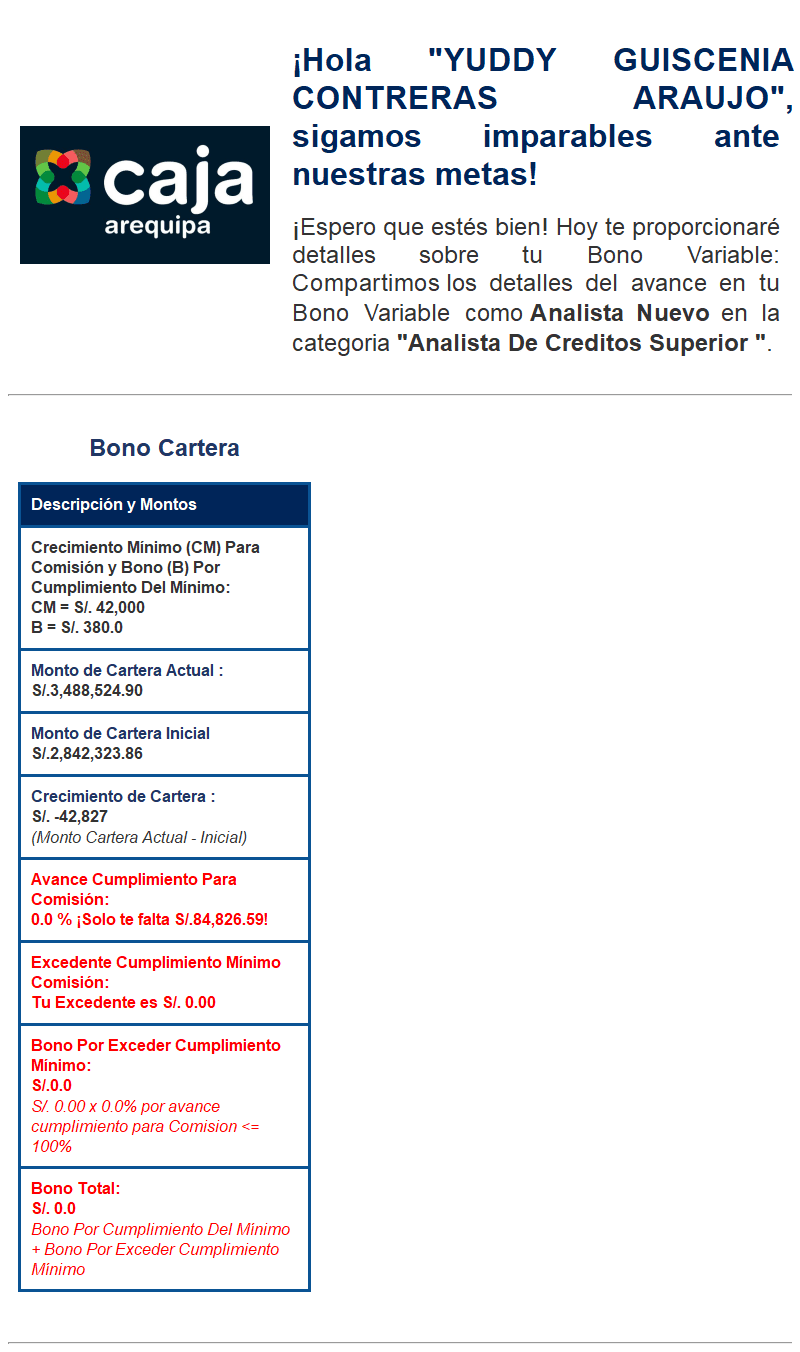 caja
arequipa
¡Hola "YUDDY GUISCENIA
CONTRERAS ARAUJO",
sigamos imparables ante
nuestras metas!
¡Espero que estés bien! Hoy te proporcionaré
detalles sobre tu Bono Variable:
Compartimos los detalles del avance en tu
Bono Variable como Analista Nuevo en la
categoria "Analista De Creditos Superior ".
Bono Cartera
Descripción y Montos
Crecimiento Mínimo (CM) Para
Comisión y Bono (B) Por
Cumplimiento Del Mínimo:
CM = S/. 42,000
B = S/. 380.0
Monto de Cartera Actual :
S/.3,488,524.90
Monto de Cartera Inicial
S/.2,842,323.86
Crecimiento de Cartera :
S/. -42,827
(Monto Cartera Actual - Inicial)
Avance Cumplimiento Para
Comisión:
0.0 % ¡Solo te falta S/.84,826.59!
Excedente Cumplimiento Mínimo
Comisión:
Tu Excedente es S/. 0.00
Bono Por Exceder Cumplimiento
Mínimo:
S/.0.0
S/. 0.00 x 0.0% por avance
cumplimiento para Comision <=
100%
Bono Total:
S/. 0.0
Bono Por Cumplimiento Del Mínimo
+ Bono Por Exceder Cumplimiento
Mínimo